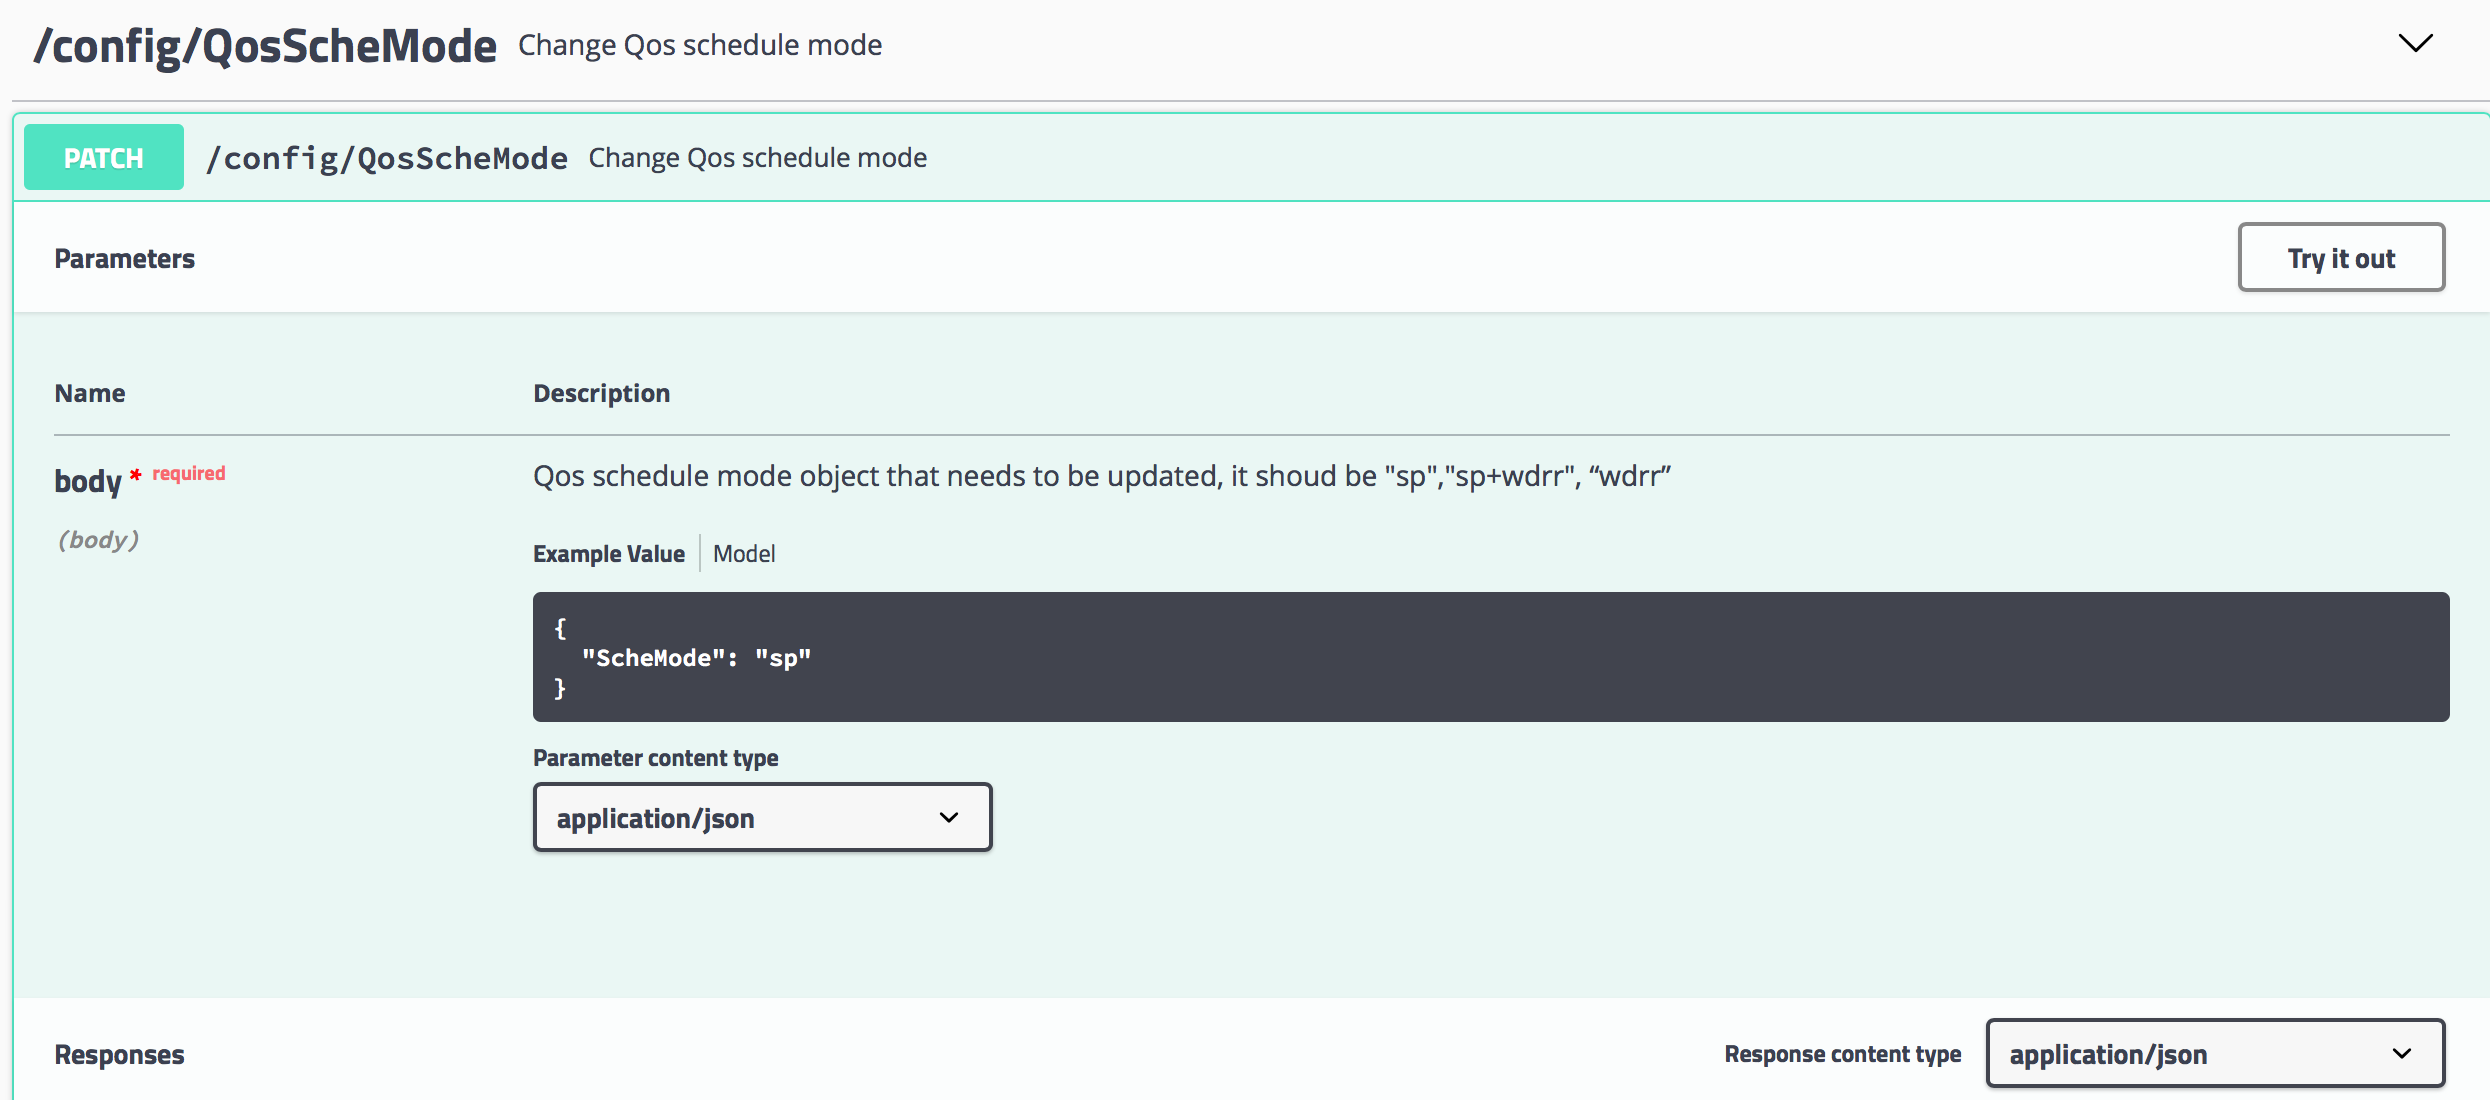 /config/QosScheMode Change Qos schedule mode
PATCH /config/QosScheMode Change Qos schedule mode
Parameters Try it out
Name Description
body * required Qos schedule mode object that needs to be updated, it shoud be "sp","sp+wdrr", “wdrr”
(body)
Example Value Model
{
"ScheMode": "sp"
}
Parameter content type
application/json
Responses Response content type application/json